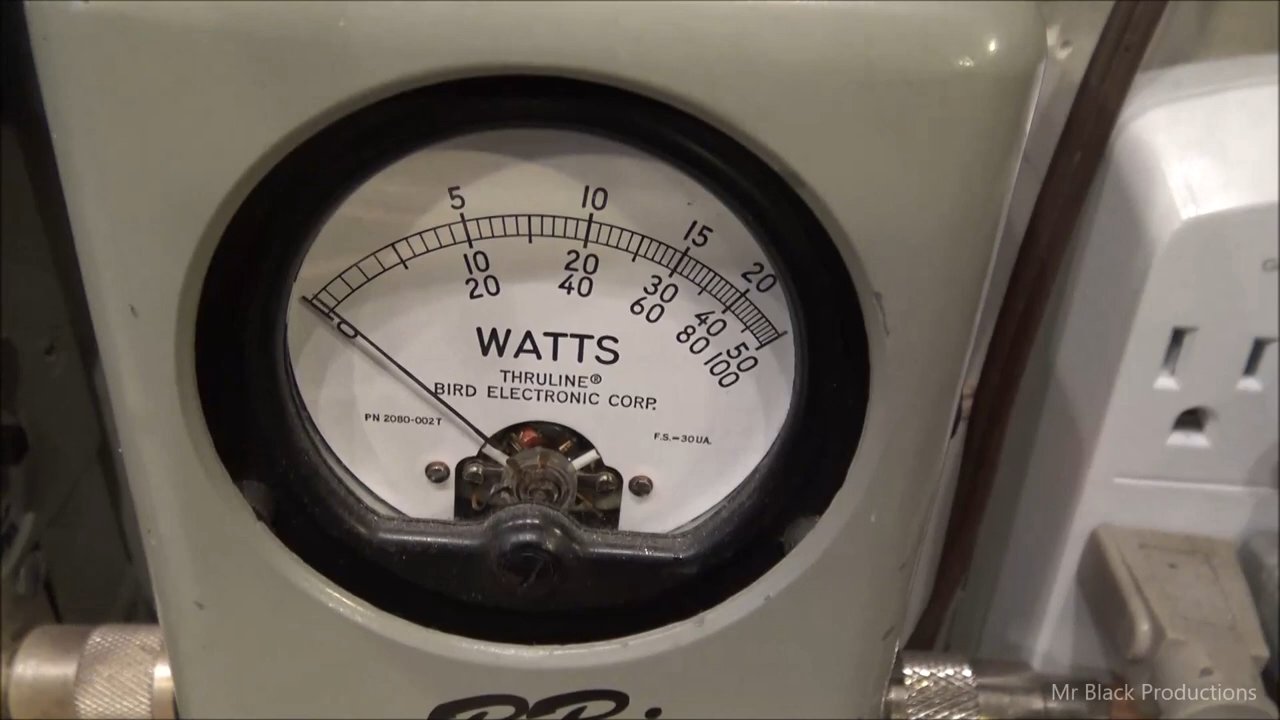 5 10 15 20
10 20 30 40 50
20 40 60 80 100
0
WATTS
THRULINE®
BIRD ELECTRONIC CORP.
PN 2080-002T
F.S.=30UA.
Mr Black Productions